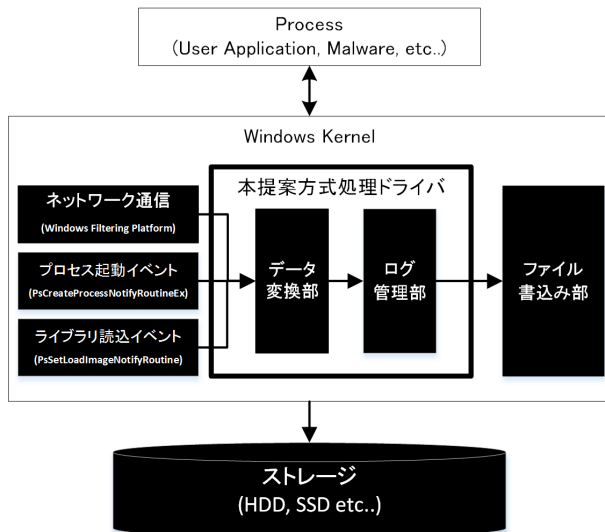 Process
(User Application, Malware, etc..)
Windows Kernel
本提案方式処理ドライバ
ネットワーク通信
(Windows Filtering Platform)
プロセス起動イベント
(PsCreateProcessNotifyRoutineEx)
ライブラリ読込イベント
(PsSetLoadImageNotifyRoutine)
データ
変換部
ログ
管理部
ファイル
書込み部
ストレージ
(HDD, SSD etc..)